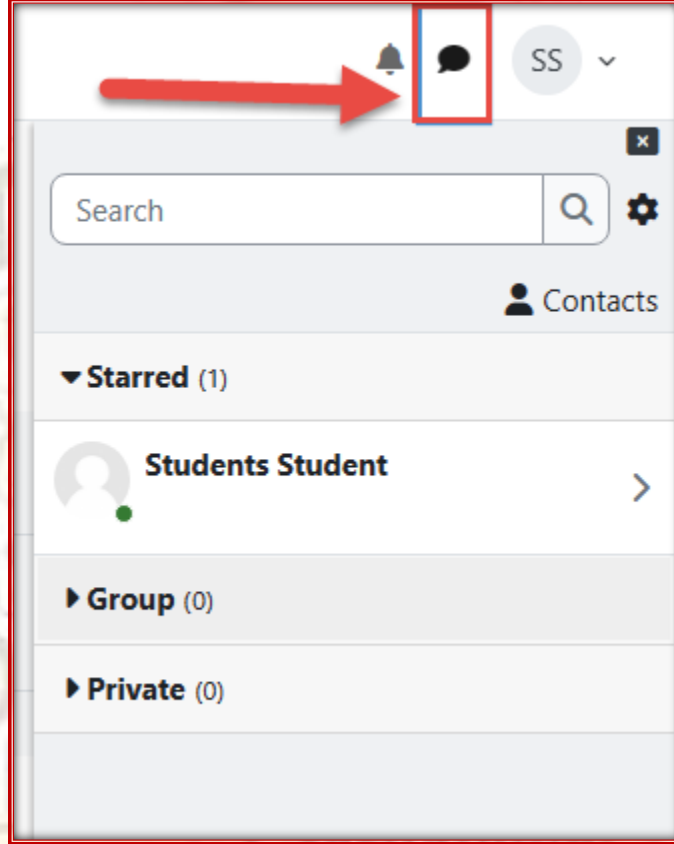 SS
Search
Contacts
Starred (1)
Students Student
Group (0)
Private (0)